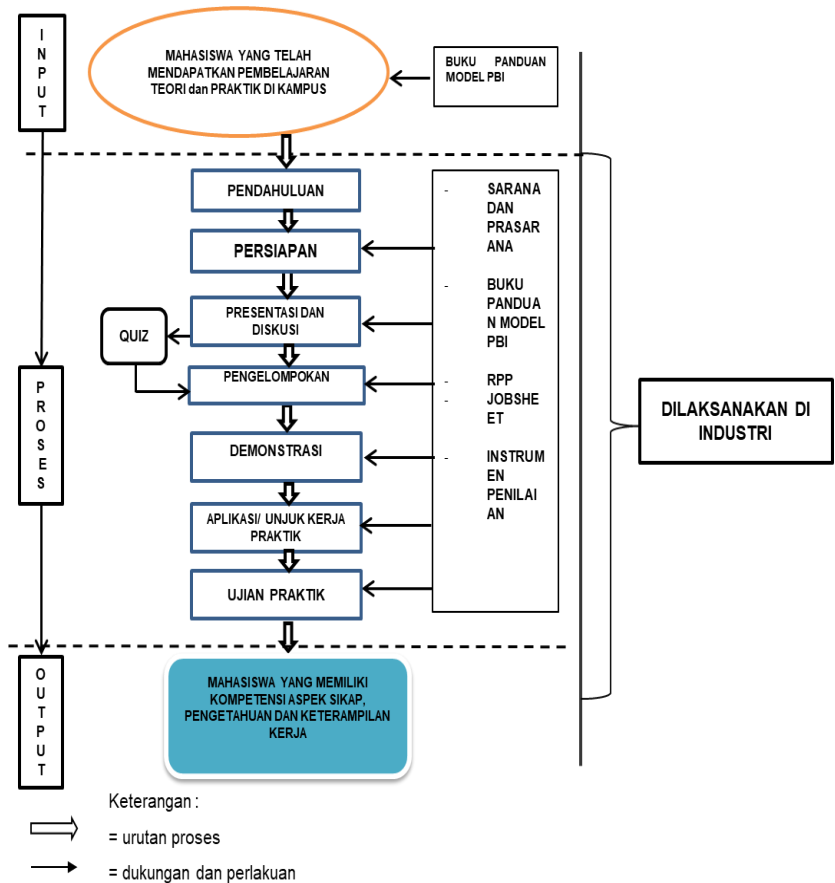 I
N
P
U
T
MAHASISWA YANG TELAH
MENDAPATKAN PEMBELAJARAN
TEORI dan PRAKTIK DI KAMPUS
BUKU PANDUAN
MODEL PBI
P
R
O
S
E
S
PENDAHULUAN
PERSIAPAN
PRESENTASI DAN
DISKUSI
QUIZ
PENGELOMPOKAN
DEMONSTRASI
APLIKASI/ UNJUK KERJA
PRAKTIK
UJIAN PRAKTIK
- SARANA
DAN
PRASAR
ANA
- BUKU
PANDUA
N MODEL
PBI
- RPP
- JOBSHE
ET
- INSTRUM
EN
PENILAI
AN
DILAKSANAKAN DI
INDUSTRI
O
U
T
P
U
T
MAHASISWA YANG MEMILIKI
KOMPETENSI ASPEK SIKAP,
PENGETAHUAN DAN KETERAMPILAN
KERJA
Keterangan :
= urutan proses
= dukungan dan perlakuan